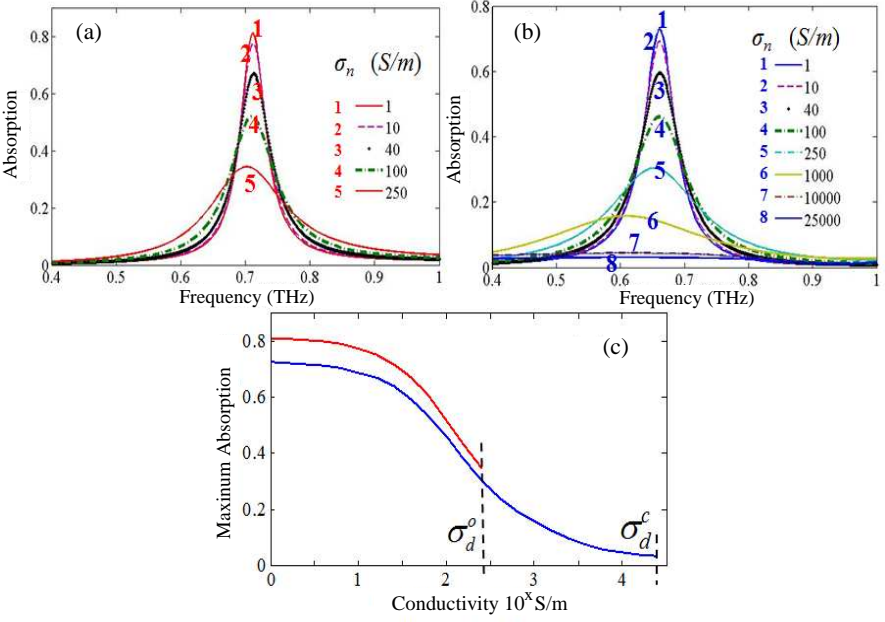 (a)
σn (S/m)
1 1
2 10
3 40
4 100
5 250
1
2
3
4
5
Absorption
0.8
0.6
0.4
0.2
0
0.4 0.5 0.6 0.7 0.8 0.9 1
Frequency (THz)
(b)
σn (S/m)
1 1
2 10
3 40
4 100
5 250
6 1000
7 10000
8 25000
1
2
3
4
5
6
7
8
Absorption
0.8
0.6
0.4
0.2
0
0.4 0.5 0.6 0.7 0.8 0.9 1
Frequency (THz)
(c)
Maxinum Absorption
0.8
0.6
0.4
0.2
0
σdo
σdc
0 1 2 3 4
Conductivity 10xS/m